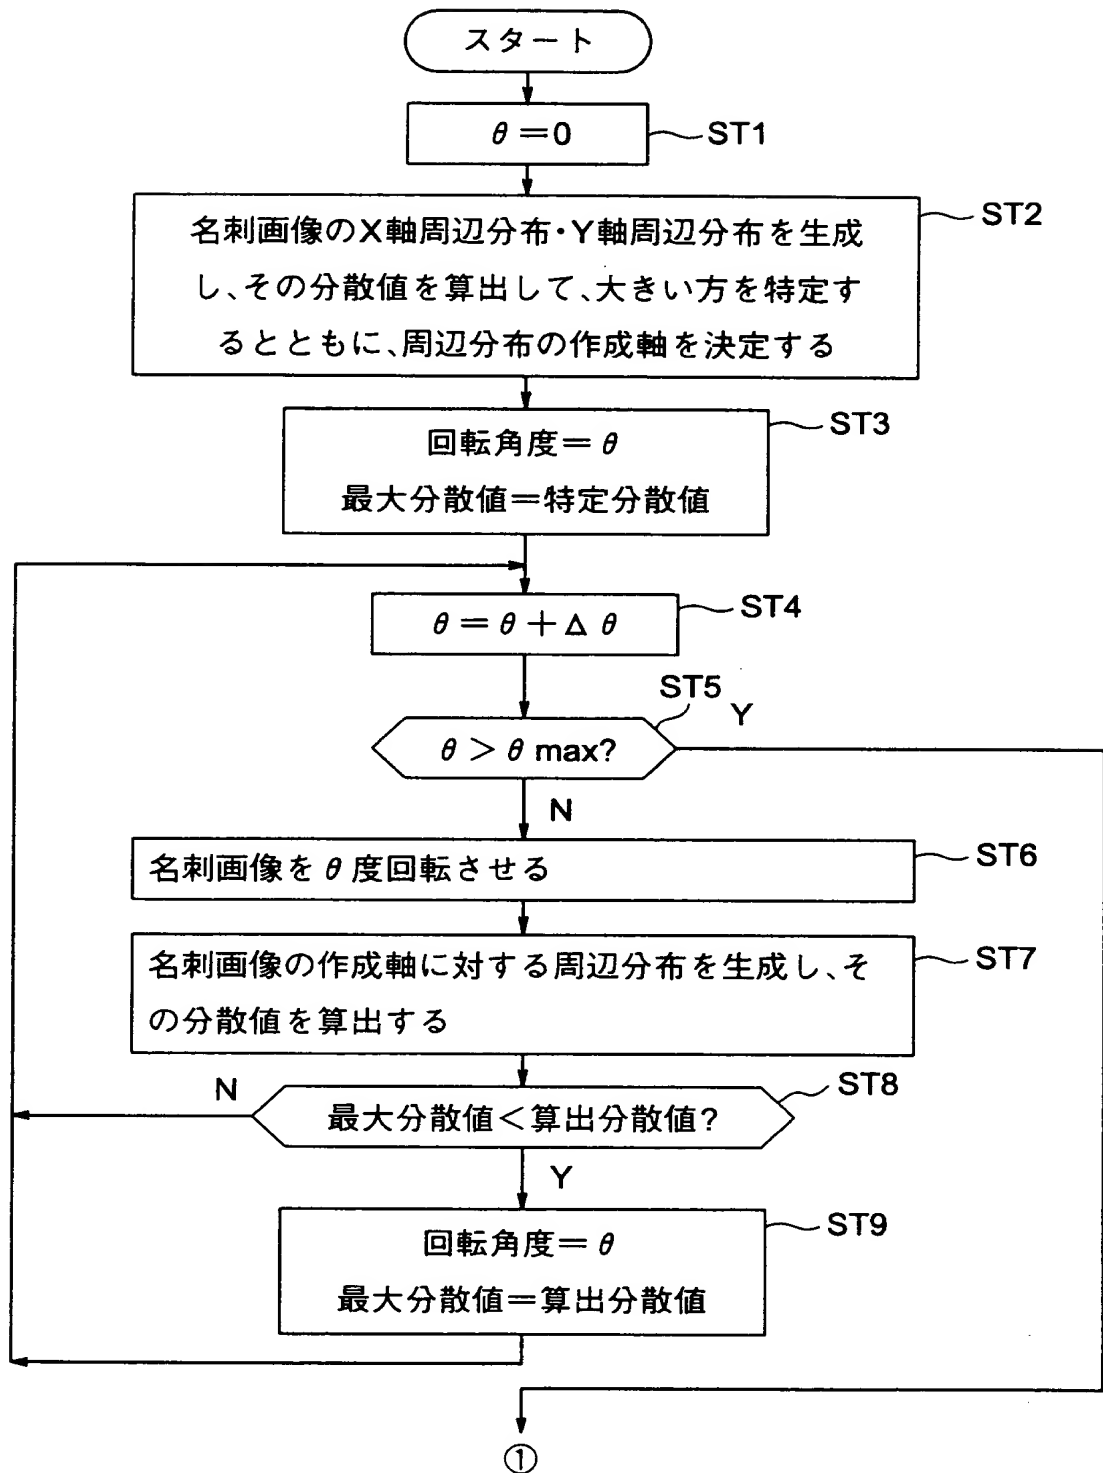 スタート
θ=0
ST1
名刺画像のX軸周辺分布・Y軸周辺分布を生成
し、その分散値を算出して、大きい方を特定す
るとともに、周辺分布の作成軸を決定する
ST2
回転角度=θ
最大分散値=特定分散値
ST3
θ=θ+Δθ
ST4
ST5
θ>θmax?
Y
N
名刺画像をθ度回転させる
ST6
名刺画像の作成軸に対する周辺分布を生成し、そ
の分散値を算出する
ST7
N
最大分散値<算出分散値?
ST8
Y
回転角度=θ
最大分散値=算出分散値
ST9
①